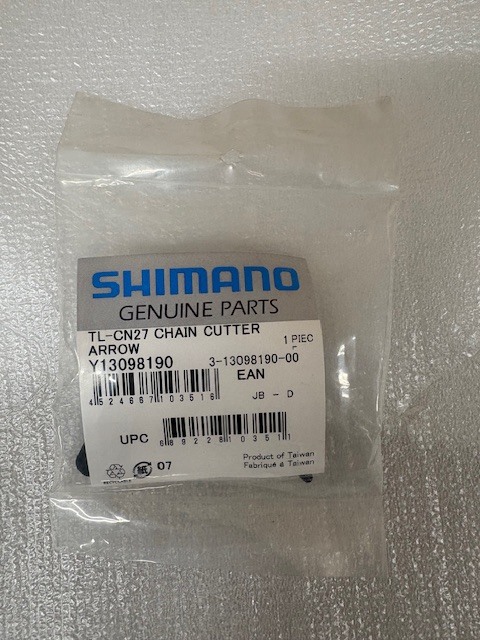 SHIMANO
GENUINE PARTS
TL-CN27 CHAIN CUTTER
ARROW
1 PIEC
Y13098190
3-13098190-00
EAN
4524667103518
JB - D
UPC
689228103511
紙 07
Product of Taiwan
Fabriqué à Taiwan